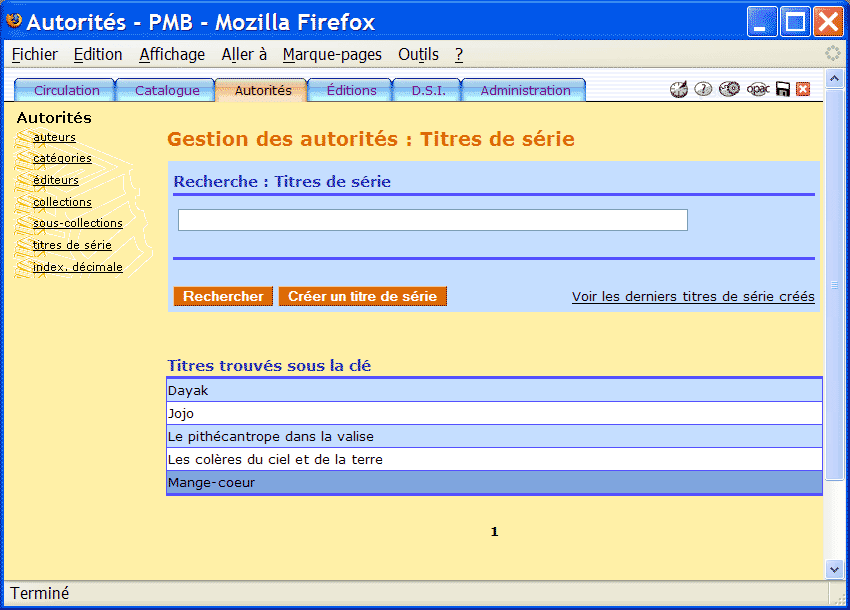 Autorités - PMB - Mozilla Firefox
Fichier Edition Affichage Aller à Marque-pages Outils ?
Circulation Catalogue Autorités Éditions D.S.I. Administration opac
Autorités
auteurs
catégories
éditeurs
collections
sous-collections
titres de série
index. décimale
Gestion des autorités : Titres de série
Recherche : Titres de série
Rechercher Créer un titre de série Voir les derniers titres de série créés
Titres trouvés sous la clé
Dayak
Jojo
Le pithécantrope dans la valise
Les colères du ciel et de la terre
Mange-coeur
1
Terminé